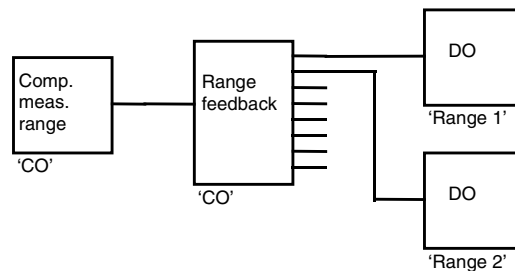 Comp.
meas.
range
'CO'
Range
feedback
'CO'
DO
'Range 1'
DO
'Range 2'